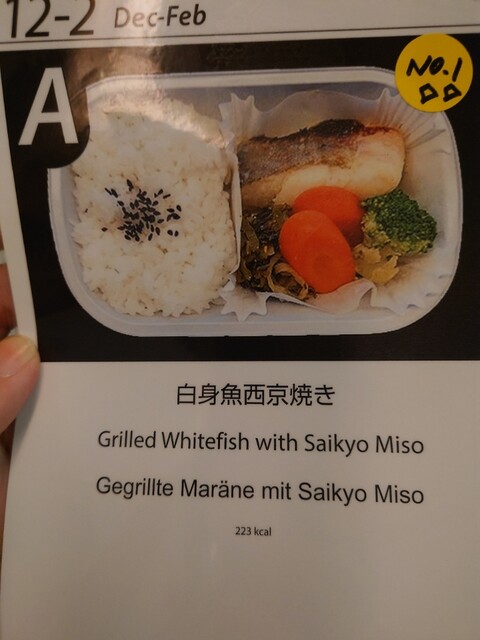 12-2 Dec-Feb
A
NO.1
白身魚西京焼き
Grilled Whitefish with Saikyo Miso
Gegrillte Maräne mit Saikyo Miso
223 kcal